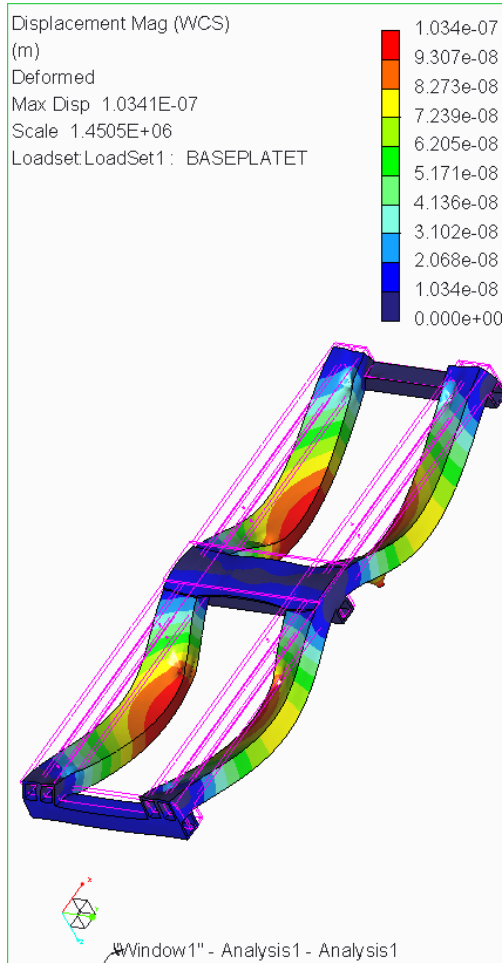 Displacement Mag (WCS)
(m)
Deformed
Max Disp 1.0341E-07
Scale 1.4505E+06
Loadset:LoadSet1 : BASEPLATET
1.034e-07
9.307e-08
8.273e-08
7.239e-08
6.205e-08
5.171e-08
4.136e-08
3.102e-08
2.068e-08
1.034e-08
0.000e+00
"Window1" - Analysis1 - Analysis1